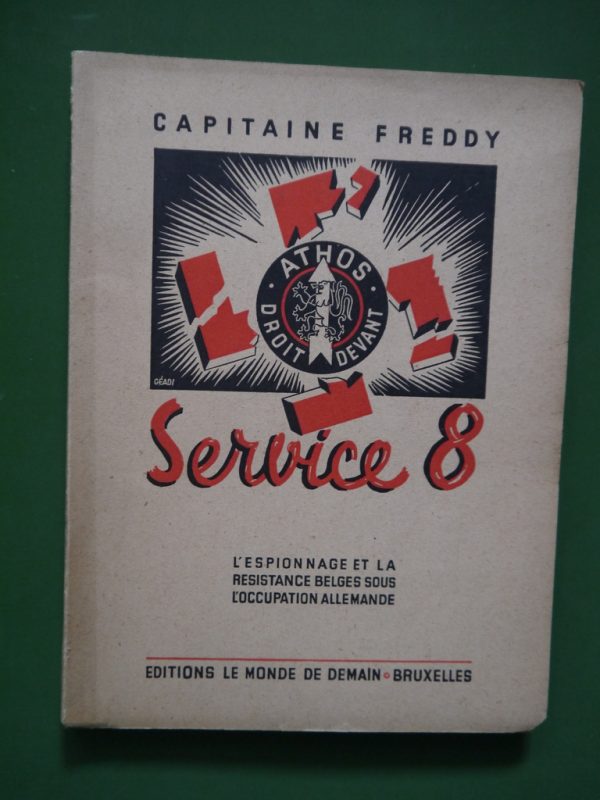 CAPITAINE FREDDY
· ATHOS ·
DROIT DEVANT
GÉADÉ
Service 8
L'ESPIONNAGE ET LA
RESISTANCE BELGES SOUS
L'OCCUPATION ALLEMANDE
EDITIONS LE MONDE DE DEMAIN • BRUXELLES